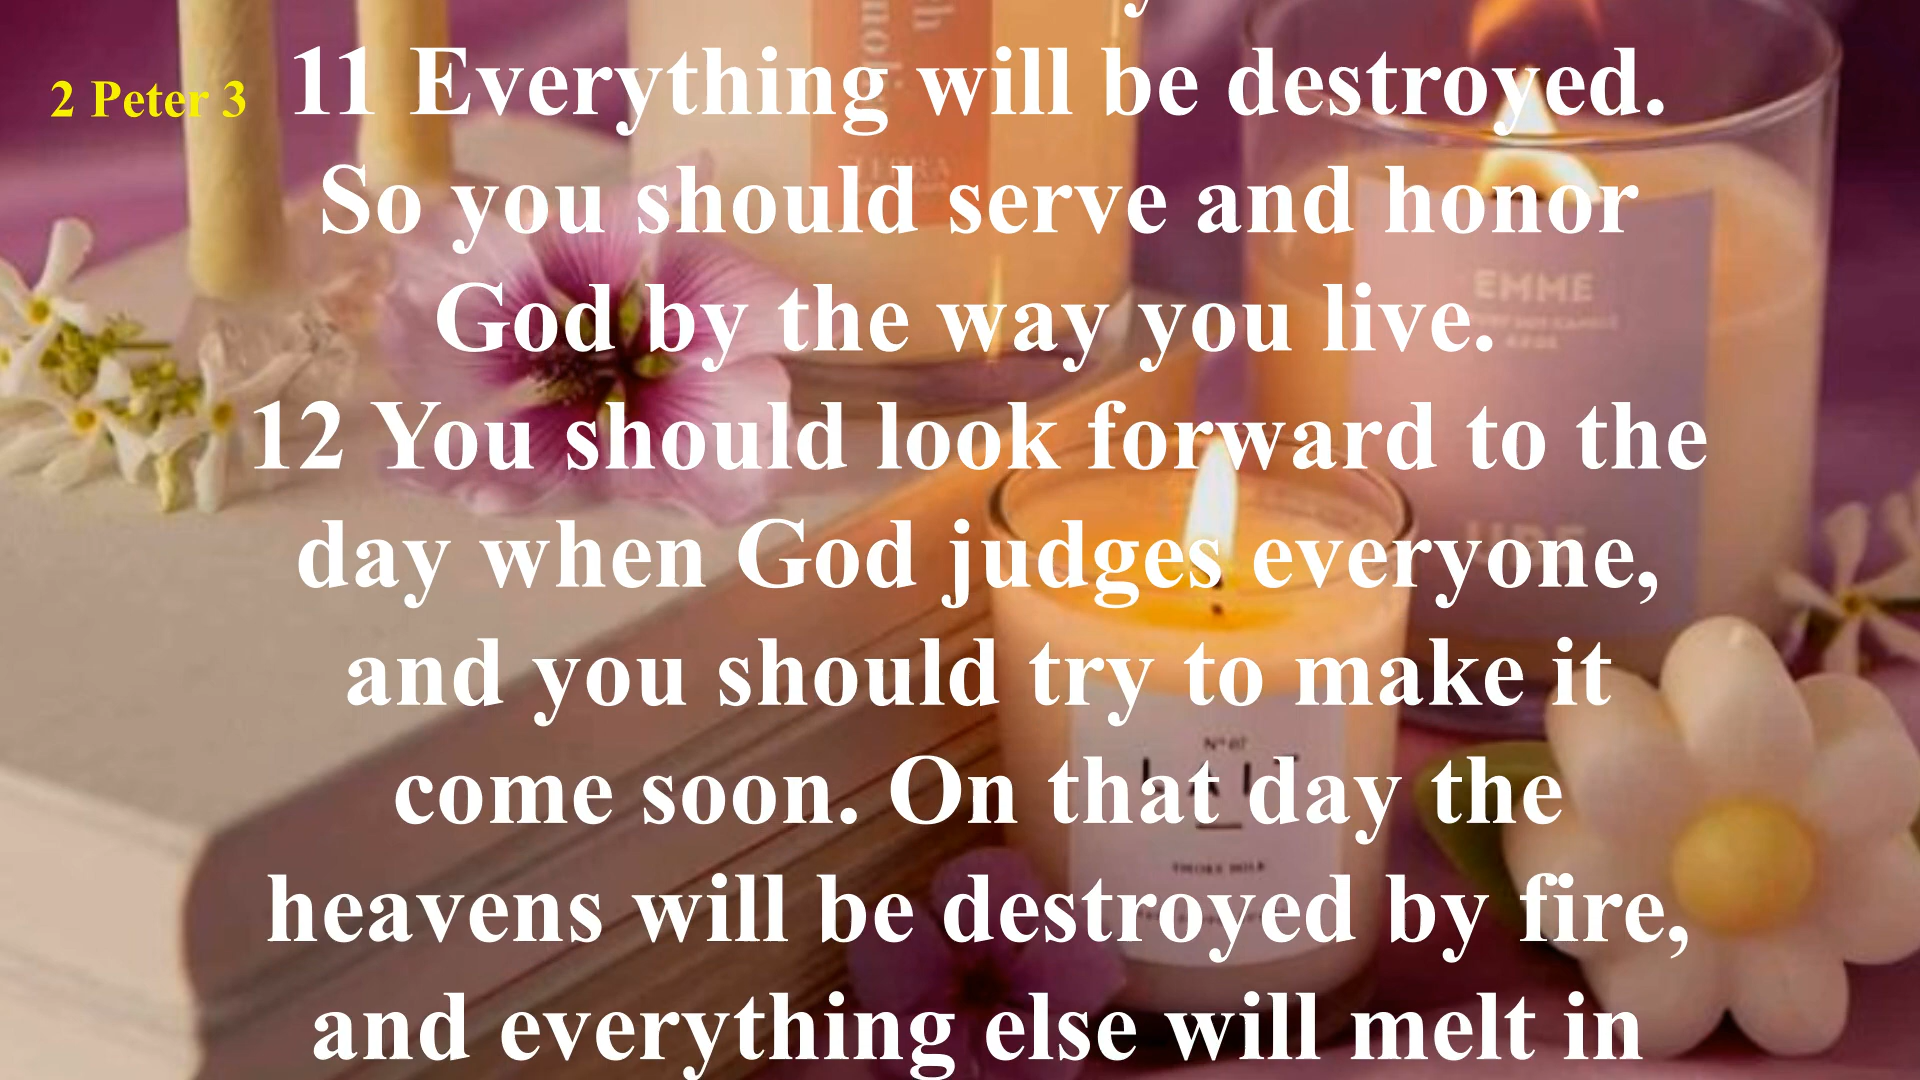 2 Peter 3
11 Everything will be destroyed.
So you should serve and honor
God by the way you live.
12 You should look forward to the
day when God judges everyone,
and you should try to make it
come soon. On that day the
heavens will be destroyed by fire,
and everything else will melt in
EMME